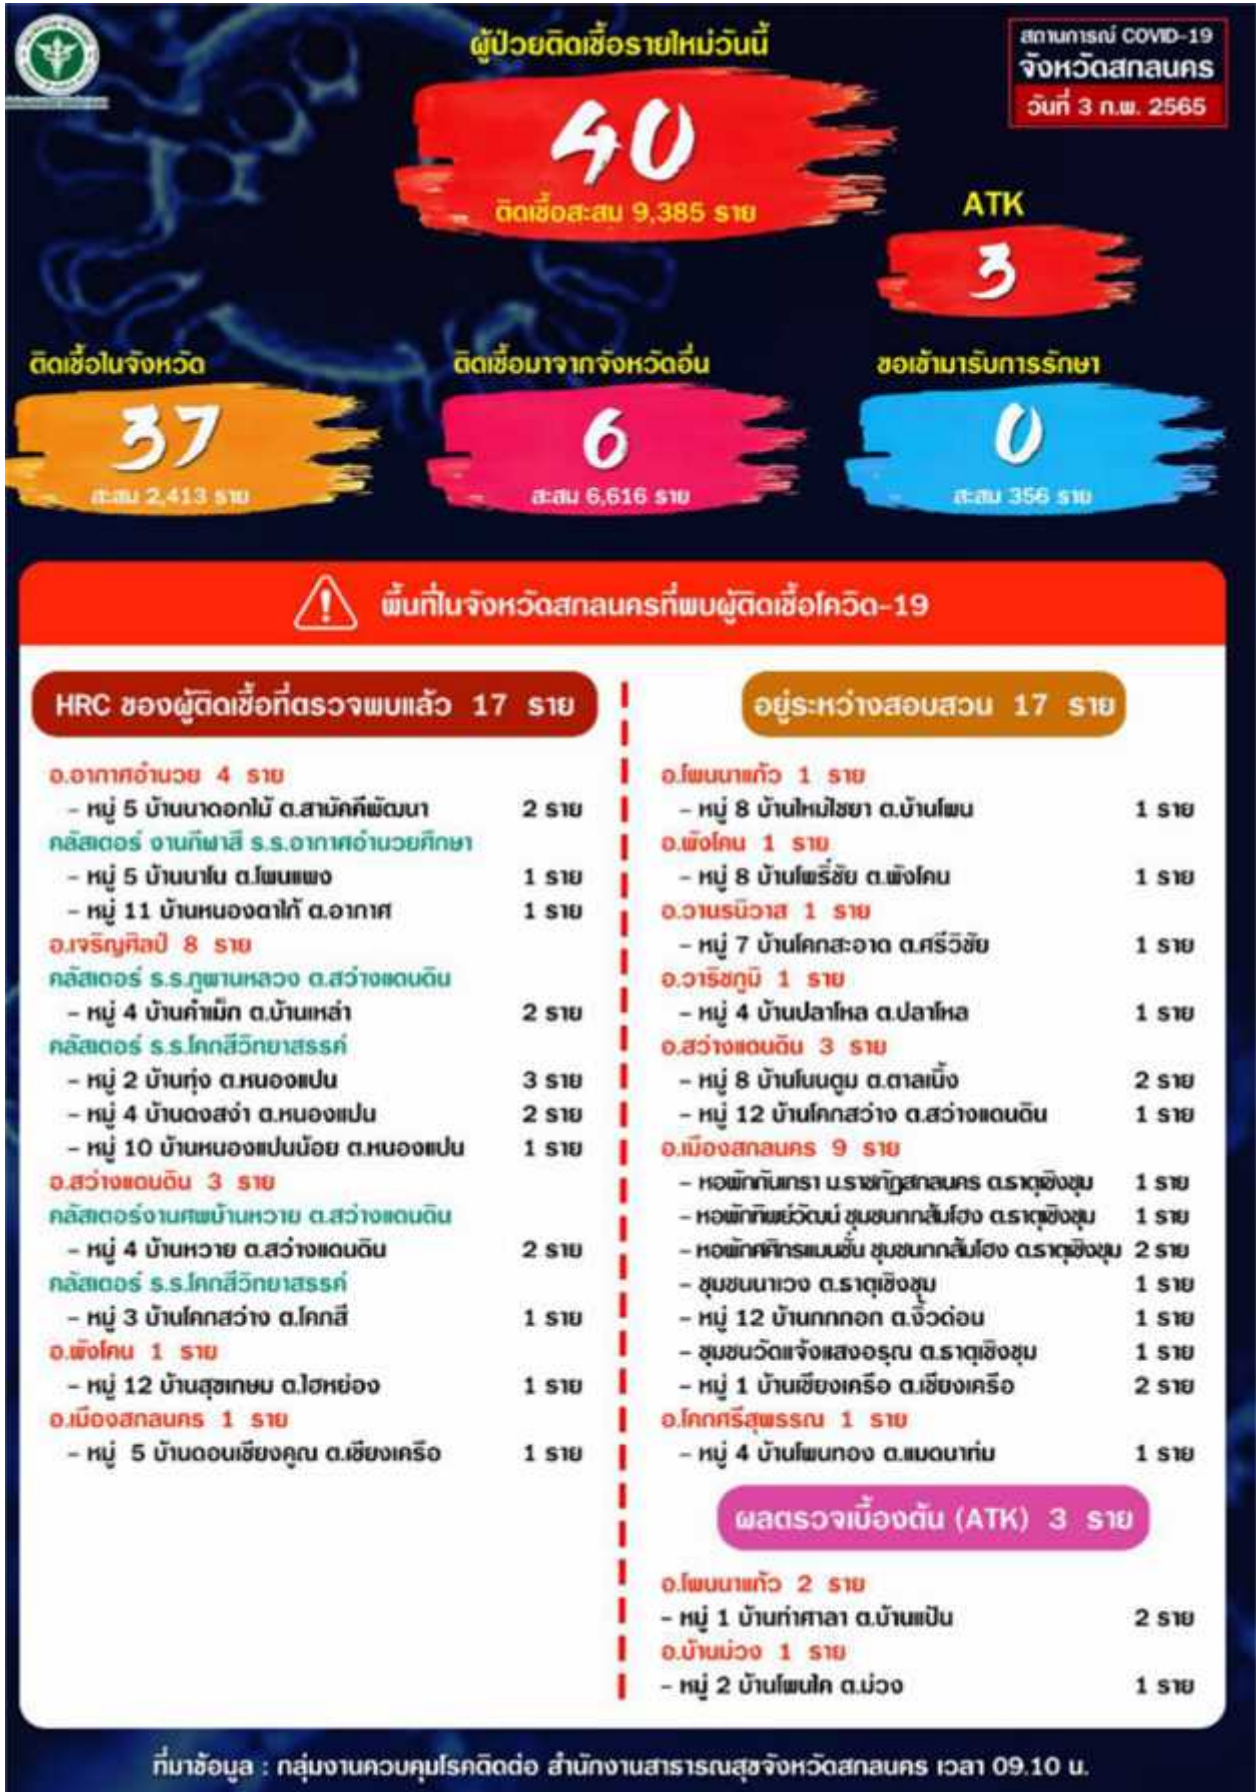 ผู้ป่วยติดเชื้อรายใหม่วันนี้
40
ติดเชื้อสะสม 9,385 ราย
สถานการณ์ COVID-19
จังหวัดสกลนคร
วันที่ 3 ก.พ. 2565
ATK
3
ติดเชื้อในจังหวัด
37
สะสม 2,413 ราย
ติดเชื้อมาจากจังหวัดอื่น
6
สะสม 6,616 ราย
ขอเข้ามารับการรักษา
0
สะสม 356 ราย
พื้นที่ในจังหวัดสกลนครที่พบผู้ติดเชื้อโควิด-19
HRC ของผู้ติดเชื้อที่ตรวจพบแล้ว 17 ราย
อ.อากาศอำนวย 4 ราย
- หมู่ 5 บ้านนาดอกไม้ ต.สามัคคีพัฒนา 2 ราย
คลัสเตอร์ งานกีฬาสี ร.ร.อากาศอำนวยศึกษา
- หมู่ 5 บ้านนาโน ต.โพนแพง 1 ราย
- หมู่ 11 บ้านหนองตาไก้ ต.อากาศ 1 ราย
อ.เจริญศิลป์ 8 ราย
คลัสเตอร์ ร.ร.ภูพานหลวง ต.สว่างแดนดิน
- หมู่ 4 บ้านคำเม็ก ต.บ้านเหล่า 2 ราย
คลัสเตอร์ ร.ร.โคกสีวิทยาสรรค์
- หมู่ 2 บ้านทุ่ง ต.หนองแปน 3 ราย
- หมู่ 4 บ้านดงสง่า ต.หนองแปน 2 ราย
- หมู่ 10 บ้านหนองแปนน้อย ต.หนองแปน 1 ราย
อ.สว่างแดนดิน 3 ราย
คลัสเตอร์งานศพบ้านหวาย ต.สว่างแดนดิน
- หมู่ 4 บ้านหวาย ต.สว่างแดนดิน 2 ราย
คลัสเตอร์ ร.ร.โคกสีวิทยาสรรค์
- หมู่ 3 บ้านโคกสว่าง ต.โคกสี 1 ราย
อ.พังโคน 1 ราย
- หมู่ 12 บ้านสุขเกษม ต.ไฮหย่อง 1 ราย
อ.เมืองสกลนคร 1 ราย
- หมู่ 5 บ้านดอนเชียงคูณ ต.เชียงเครือ 1 ราย
อยู่ระหว่างสอบสวน 17 ราย
อ.โพนนาแก้ว 1 ราย
- หมู่ 8 บ้านใหม่ไชยา ต.บ้านโพน 1 ราย
อ.พังโคน 1 ราย
- หมู่ 8 บ้านโพธิ์ชัย ต.พังโคน 1 ราย
อ.วานรนิวาส 1 ราย
- หมู่ 7 บ้านโคกสะอาด ต.ศรีวิชัย 1 ราย
อ.วาริชภูมิ 1 ราย
- หมู่ 4 บ้านปลาโหล ต.ปลาโหล 1 ราย
อ.สว่างแดนดิน 3 ราย
- หมู่ 8 บ้านโนนตูม ต.ตาลเนิ้ง 2 ราย
- หมู่ 12 บ้านโคกสว่าง ต.สว่างแดนดิน 1 ราย
อ.เมืองสกลนคร 9 ราย
- หอพักกันเกรา ม.ราชภัฏสกลนคร ต.ธาตุเชิงชุม 1 ราย
- หอพักทิพย์วัฒน์ ชุมชนกกส้มโฮง ต.ธาตุเชิงชุม 1 ราย
- หอพักศศิกรแมนชั่น ชุมชนกกส้มโฮง ต.ธาตุเชิงชุม 2 ราย
- ชุมชนนาเวง ต.ธาตุเชิงชุม 1 ราย
- หมู่ 12 บ้านกกกอก ต.งิ้วด่อน 1 ราย
- ชุมชนวัดแจ้งแสงอรุณ ต.ธาตุเชิงชุม 1 ราย
- หมู่ 1 บ้านเชียงเครือ ต.เชียงเครือ 2 ราย
อ.โคกศรีสุพรรณ 1 ราย
- หมู่ 4 บ้านโพนทอง ต.แมดนาท่ม 1 ราย
ผลตรวจเบื้องต้น (ATK) 3 ราย
อ.โพนนาแก้ว 2 ราย
- หมู่ 1 บ้านท่าศาลา ต.บ้านแป้น 2 ราย
อ.บ้านม่วง 1 ราย
- หมู่ 2 บ้านโพนไค ต.ม่วง 1 ราย
ที่มาข้อมูล : กลุ่มงานควบคุมโรคติดต่อ สำนักงานสาธารณสุขจังหวัดสกลนคร เวลา 09.10 น.